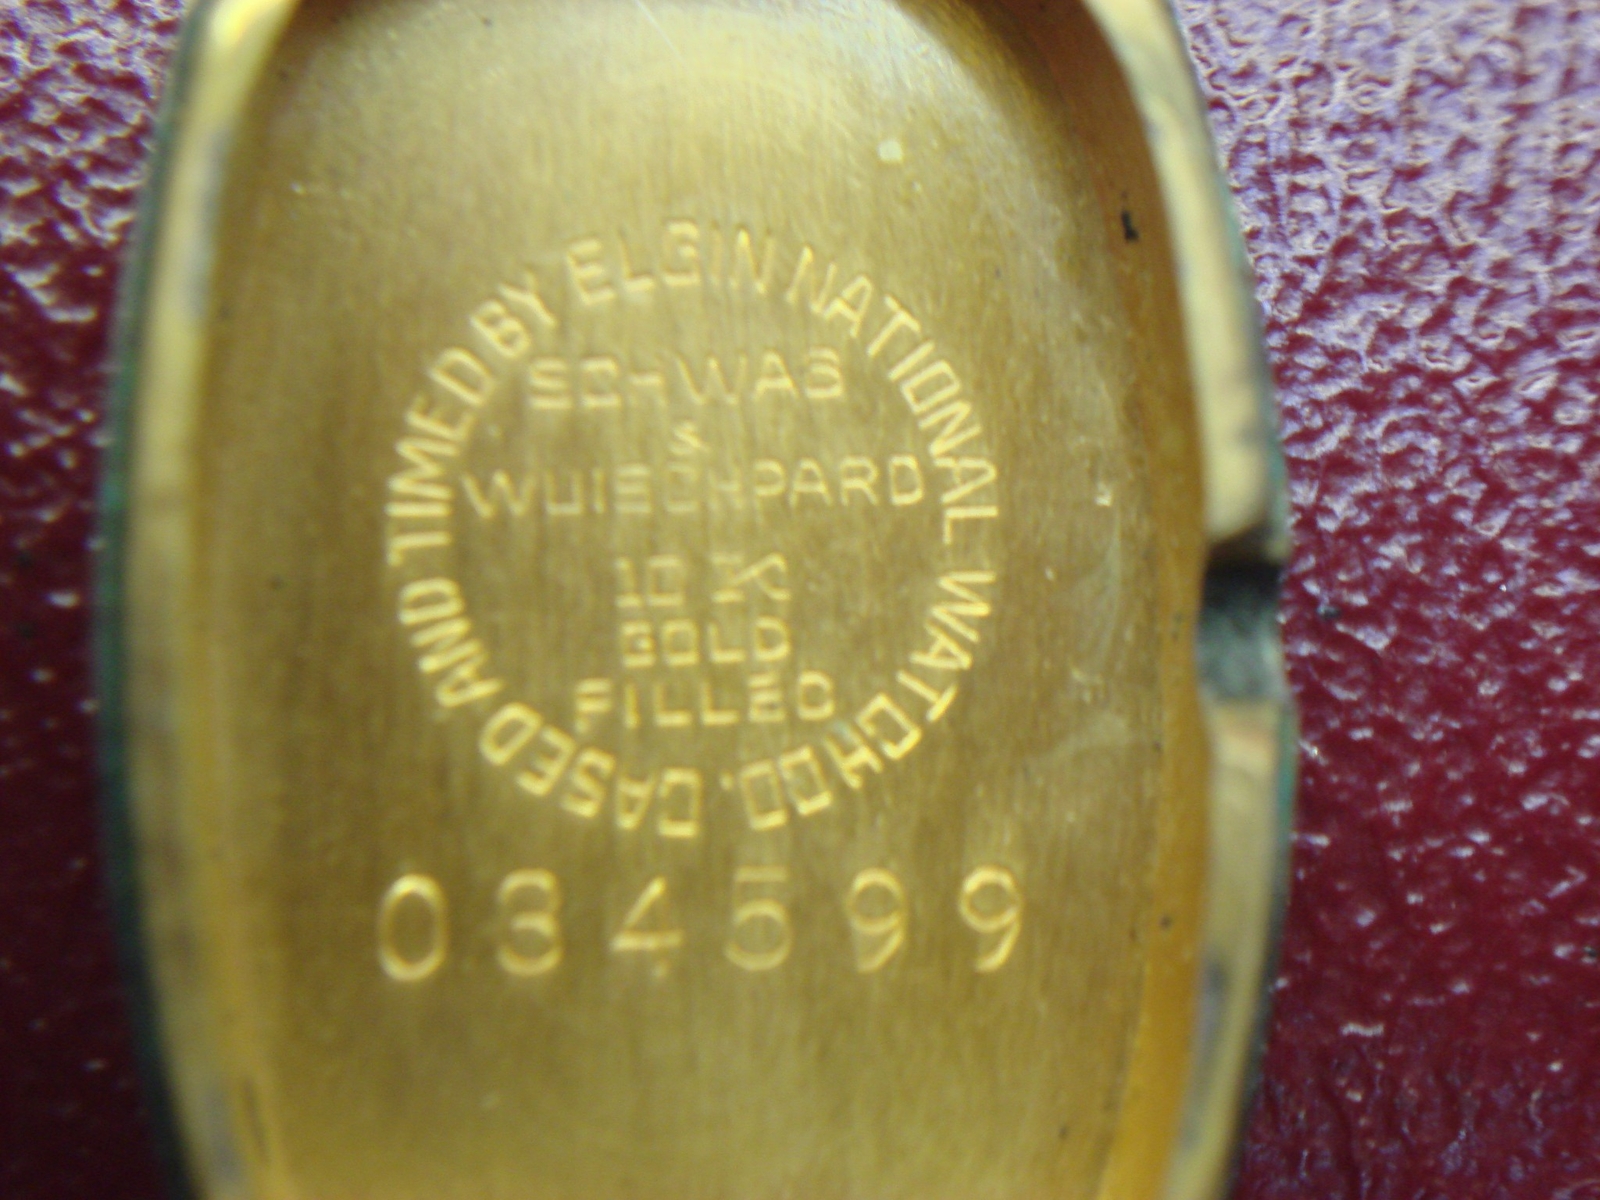 CASED AND TIMED BY ELGIN NATIONAL WATCH CO.
SCHWAB
&
WUISCHPARD
10 K
GOLD
FILLED
034599